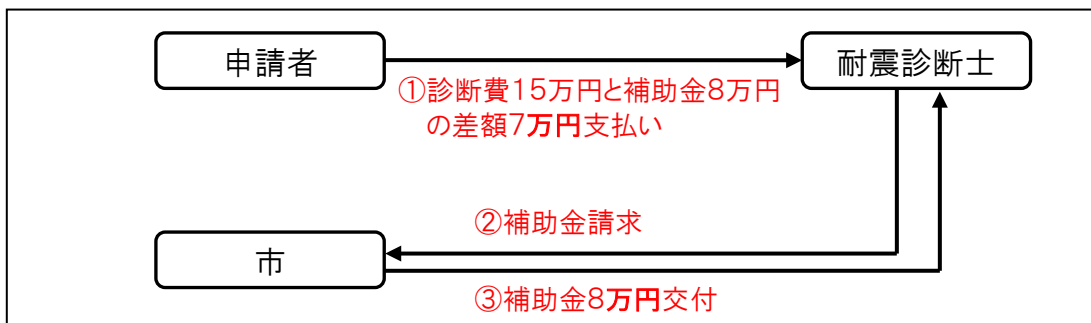 申請者
耐震診断士
①診断費15万円と補助金8万円
の差額7万円支払い
②補助金請求
市
③補助金8万円交付